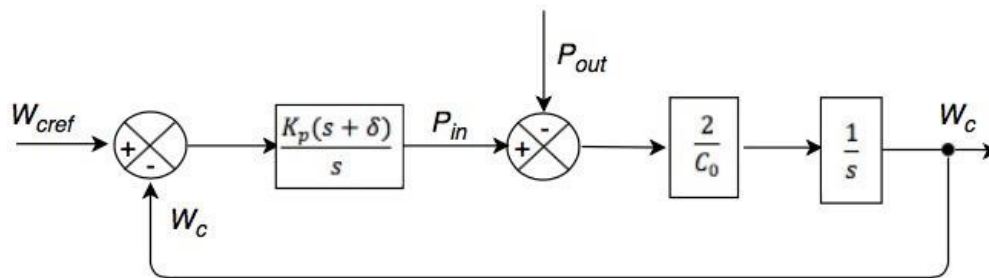 P_out
W_cref
+
-
K_p(s + δ)
s
P_in
-
+
2
C_0
1
s
W_c
W_c